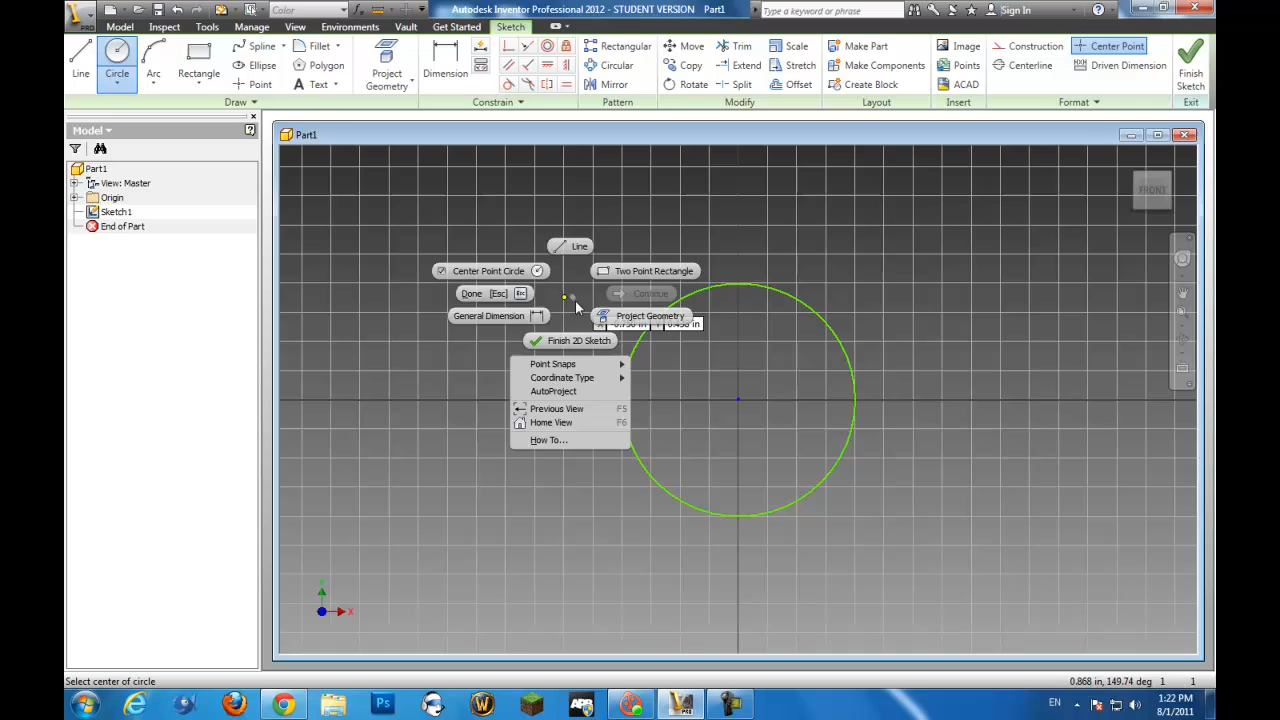 Color
Autodesk Inventor Professional 2012 - STUDENT VERSION Part1
Type a keyword or phrase
Sign In
PRO
Model Inspect Tools Manage View Environments Vault Get Started Sketch
Line
Circle
Arc
Rectangle
Spline
Ellipse
Point
Fillet
Polygon
Text
Project Geometry
Dimension
Rectangular
Circular
Mirror
Move
Copy
Rotate
Trim
Extend
Split
Scale
Stretch
Offset
Make Part
Make Components
Create Block
Image
Points
ACAD
Construction
Centerline
Center Point
Driven Dimension
Finish Sketch
Draw Constrain Pattern Modify Layout Insert Format Exit
Model
Part1
View: Master
Origin
Sketch1
End of Part
Part1
FRONT
Line
Center Point Circle
Two Point Rectangle
Done [Esc]
Continue
General Dimension
Project Geometry
Finish 2D Sketch
Point Snaps
Coordinate Type
AutoProject
Previous View F5
Home View F6
How To...
X
Select center of circle
0.868 in, 149.74 deg 1 1
EN
1:22 PM
8/1/2011